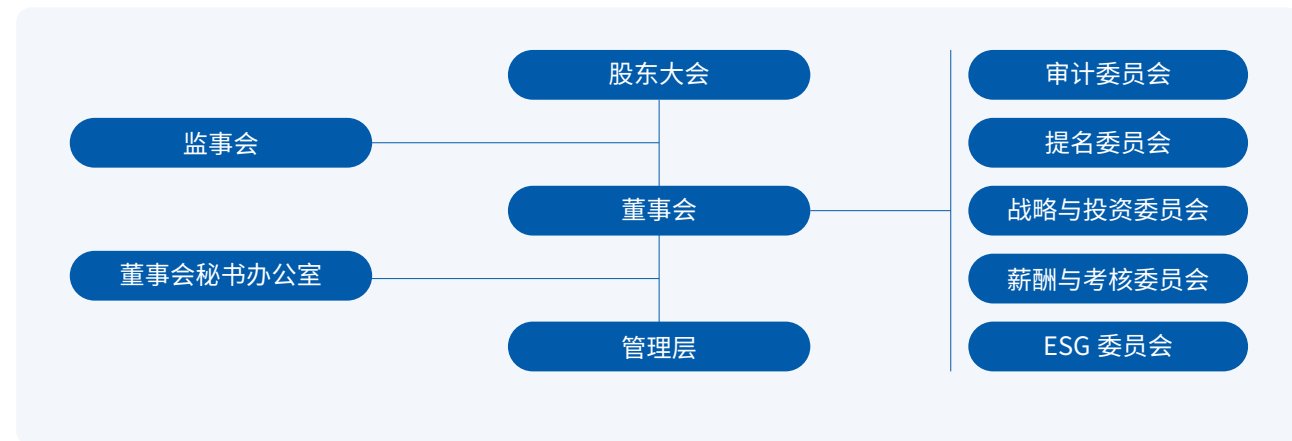 股东大会
监事会
董事会
董事会秘书办公室
管理层
审计委员会
提名委员会
战略与投资委员会
薪酬与考核委员会
ESG 委员会